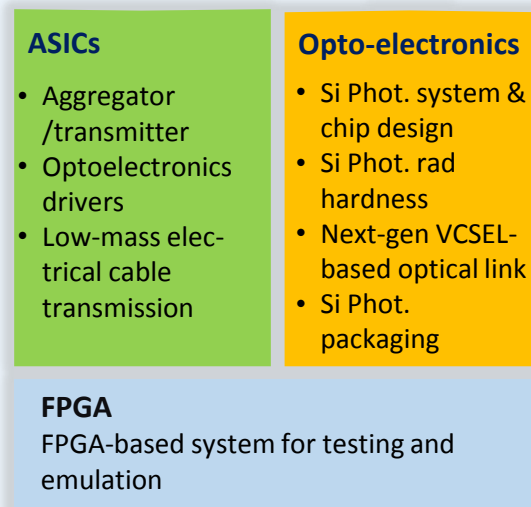 ASICs
• Aggregator
/transmitter
• Optoelectronics
drivers
• Low-mass elec-
trical cable
transmission
Opto-electronics
• Si Phot. system &
chip design
• Si Phot. rad
hardness
• Next-gen VCSEL-
based optical link
• Si Phot.
packaging
FPGA
FPGA-based system for testing and
emulation